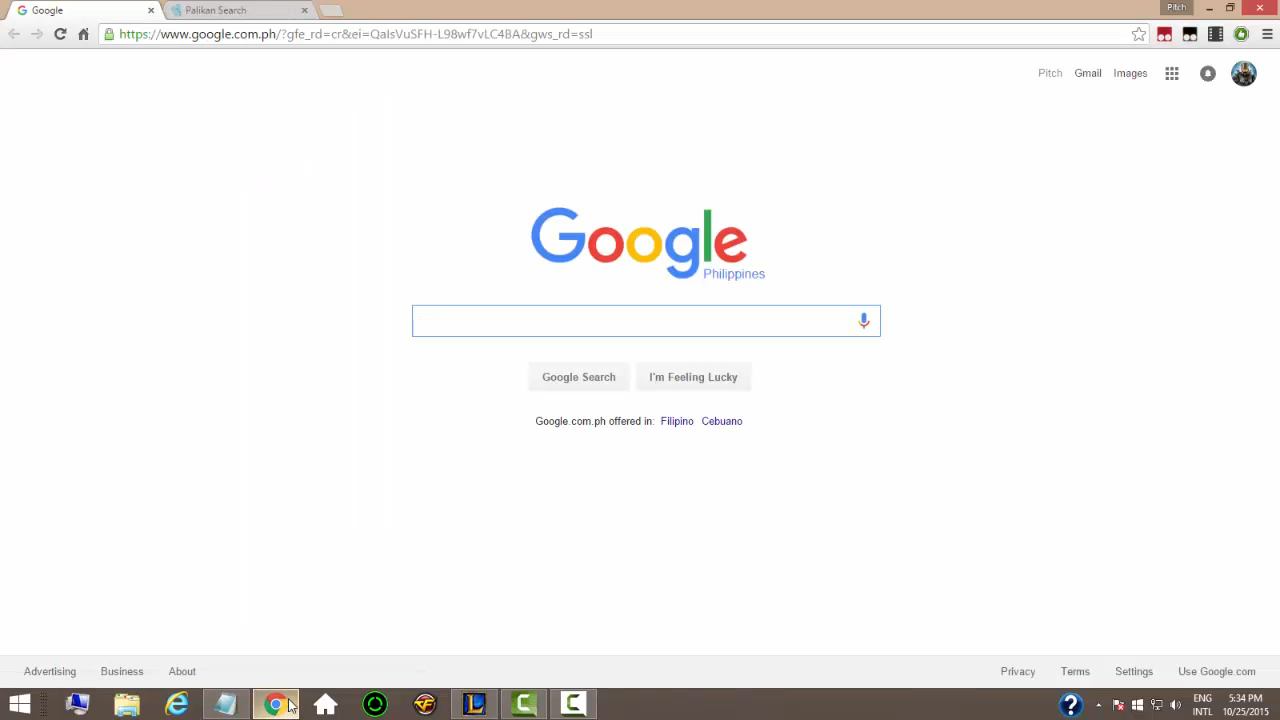 Google
Palikan Search
Pitch
https://www.google.com.ph/?gfe_rd=cr&ei=QaIsVuSFH-L98wf7vLC4BA&gws_rd=ssl
Pitch Gmail Images
Google
Philippines
Google Search
I'm Feeling Lucky
Google.com.ph offered in: Filipino Cebuano
Advertising Business About
Privacy Terms Settings Use Google.com
ENG
INTL
5:34 PM
10/25/2015